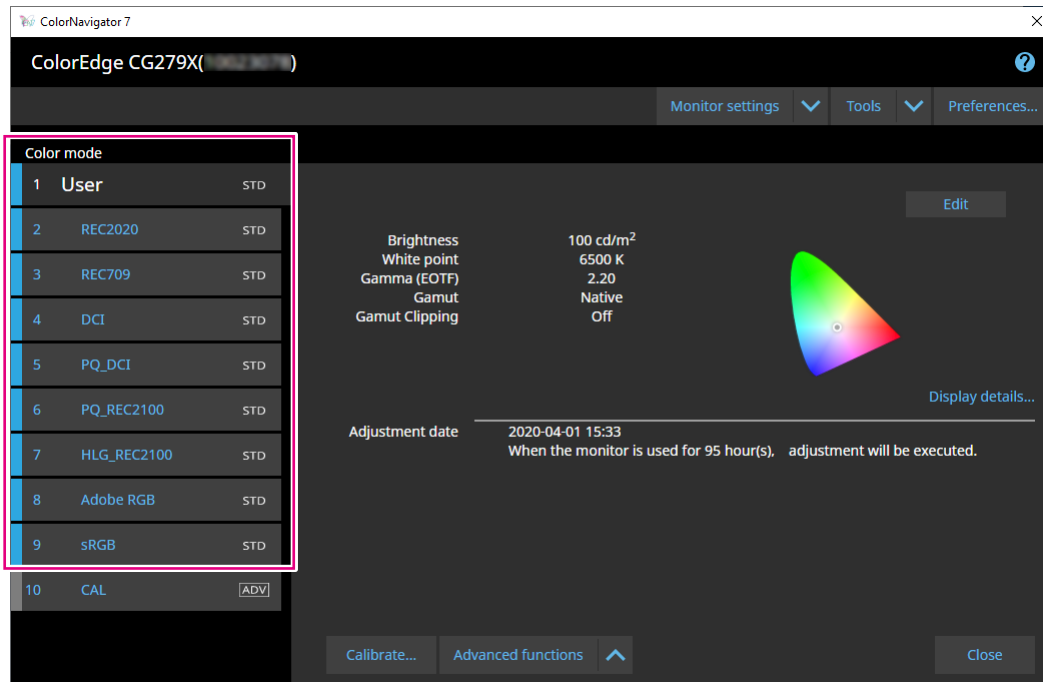 ColorNavigator 7
ColorEdge CG279X( )
Monitor settings Tools Preferences...
Color mode
1 User STD
2 REC2020 STD
3 REC709 STD
4 DCI STD
5 PQ_DCI STD
6 PQ_REC2100 STD
7 HLG_REC2100 STD
8 Adobe RGB STD
9 sRGB STD
10 CAL ADV
Edit
Brightness 100 cd/m2
White point 6500 K
Gamma (EOTF) 2.20
Gamut Native
Gamut Clipping Off
Display details...
Adjustment date 2020-04-01 15:33
When the monitor is used for 95 hour(s), adjustment will be executed.
Calibrate... Advanced functions Close